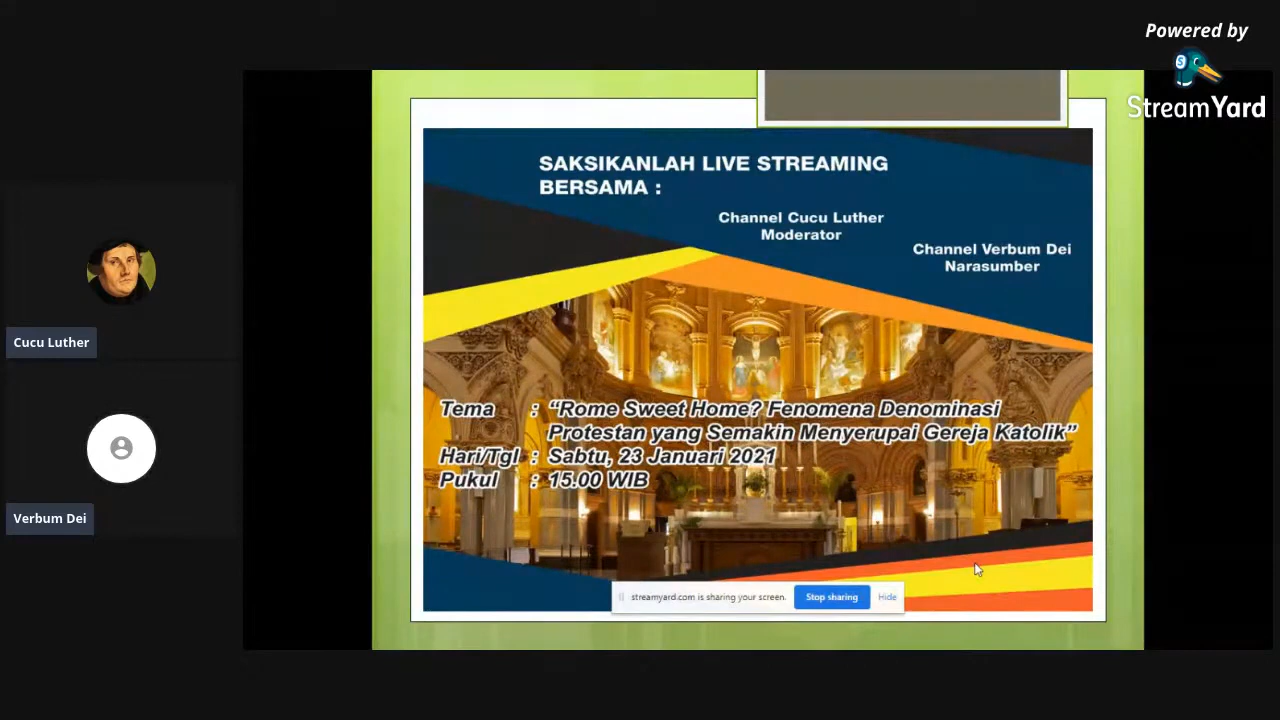 Powered by
StreamYard
SAKSIKANLAH LIVE STREAMING
BERSAMA :
Channel Cucu Luther
Moderator
Channel Verbum Dei
Narasumber
Cucu Luther
Tema : “Rome Sweet Home? Fenomena Denominasi
Protestan yang Semakin Menyerupai Gereja Katolik”
Hari/Tgl : Sabtu, 23 Januari 2021
Pukul : 15.00 WIB
Verbum Dei
streamyard.com is sharing your screen. Stop sharing Hide